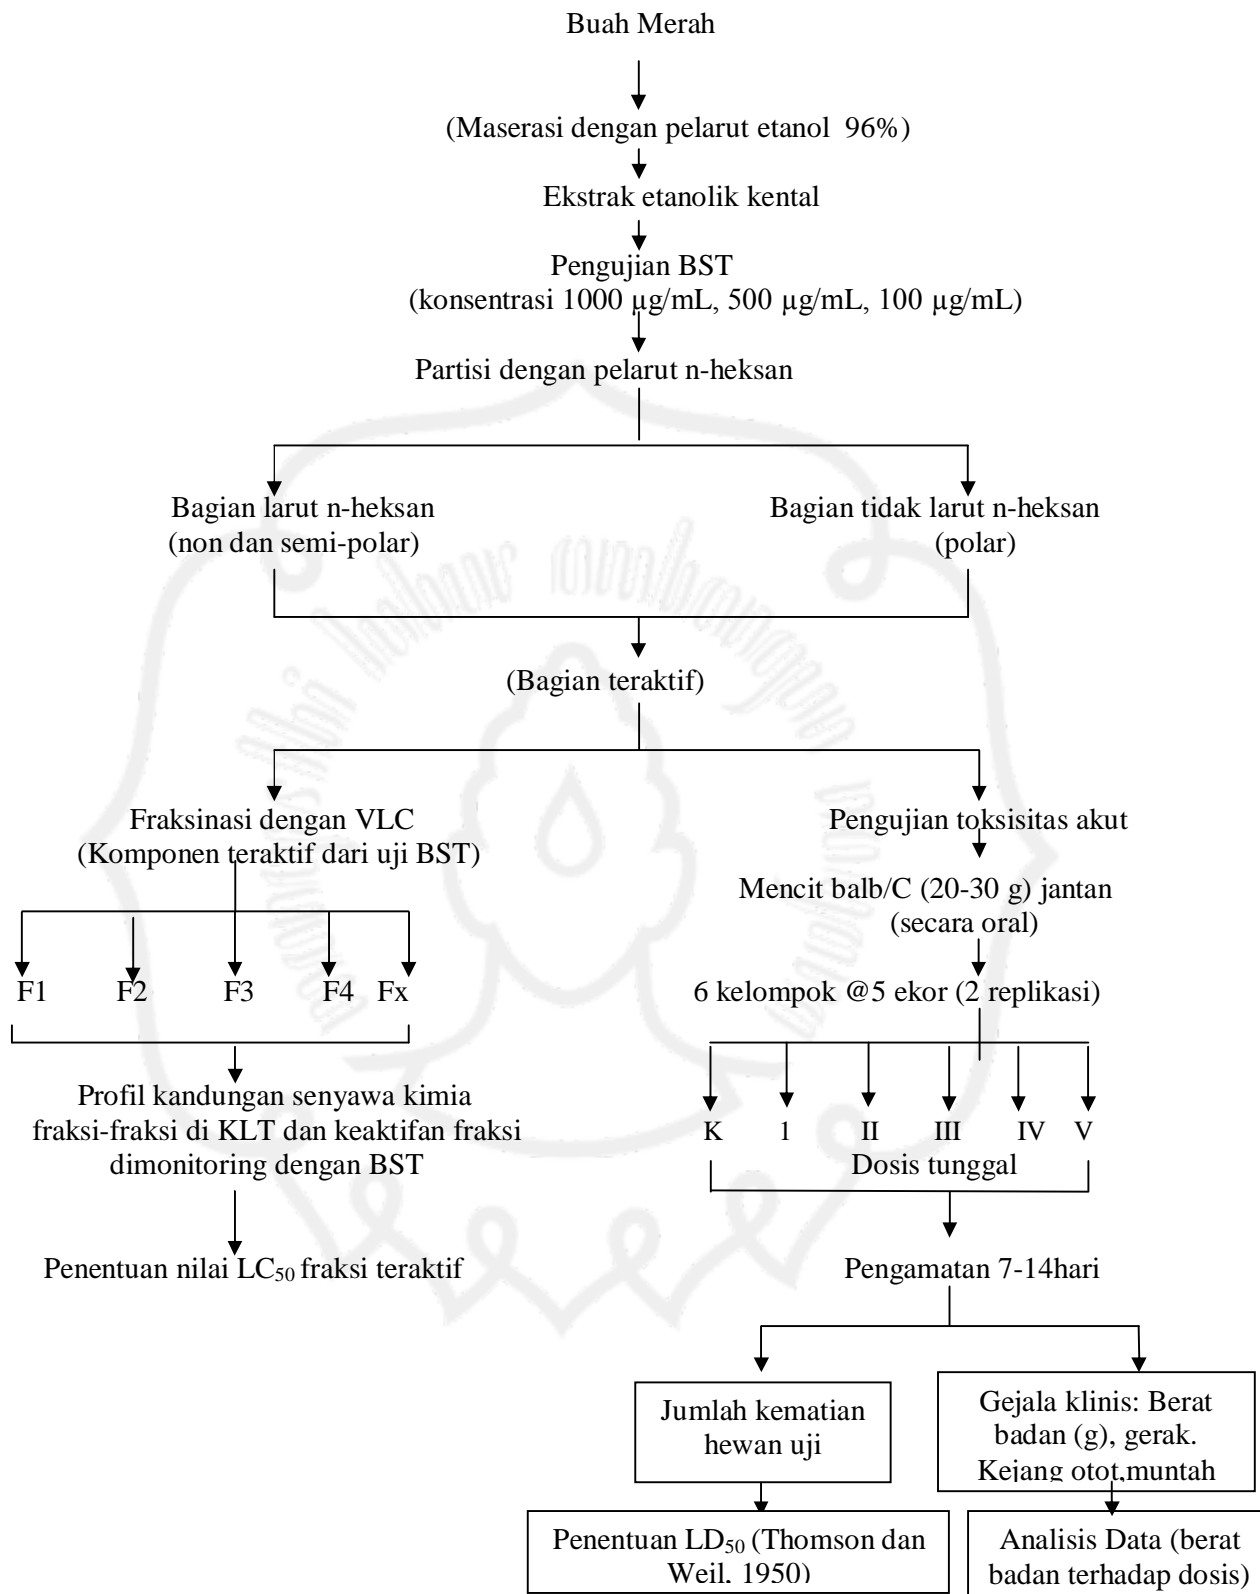 Buah Merah
(Maserasi dengan pelarut etanol  96%)
Ekstrak etanolik kental
Pengujian BST
(konsentrasi 1000 µg/mL, 500 µg/mL, 100 µg/mL)
Partisi dengan pelarut n-heksan
Bagian larut n-heksan
(non dan semi-polar)
Bagian tidak larut n-heksan
(polar)
(Bagian teraktif)
Fraksinasi dengan VLC
(Komponen teraktif dari uji BST)
F1 F2 F3 F4 Fx
Profil kandungan senyawa kimia
fraksi-fraksi di KLT dan keaktifan fraksi
dimonitoring dengan BST
Penentuan nilai LC50 fraksi teraktif
Pengujian toksisitas akut
Mencit balb/C (20-30 g) jantan
(secara oral)
6 kelompok @5 ekor (2 replikasi)
K 1 II III IV V
Dosis tunggal
Pengamatan 7-14hari
Jumlah kematian
hewan uji
Penentuan LD50 (Thomson dan
Weil, 1950)
Gejala klinis: Berat
badan (g), gerak.
Kejang otot,muntah
Analisis Data (berat
badan terhadap dosis)